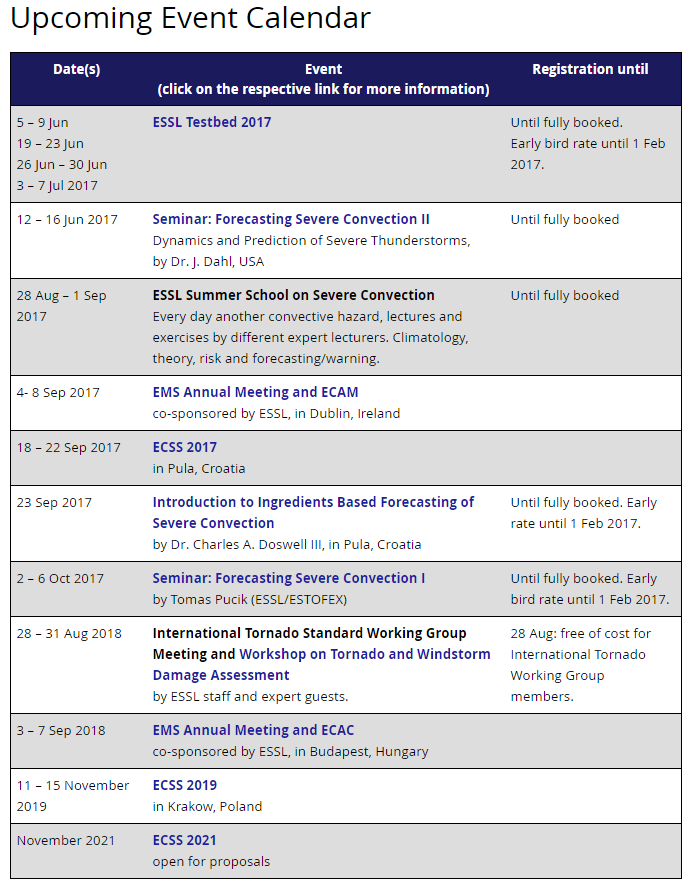 Upcoming Event Calendar
Date(s)
Event
(click on the respective link for more information)
Registration until
5 – 9 Jun
19 – 23 Jun
26 Jun – 30 Jun
3 – 7 Jul 2017
ESSL Testbed 2017
Until fully booked.
Early bird rate until 1 Feb
2017.
12 – 16 Jun 2017
Seminar: Forecasting Severe Convection II
Dynamics and Prediction of Severe Thunderstorms,
by Dr. J. Dahl, USA
Until fully booked
28 Aug – 1 Sep
2017
ESSL Summer School on Severe Convection
Every day another convective hazard, lectures and
exercises by different expert lecturers. Climatology,
theory, risk and forecasting/warning.
Until fully booked
4- 8 Sep 2017
EMS Annual Meeting and ECAM
co-sponsored by ESSL, in Dublin, Ireland
18 – 22 Sep 2017
ECSS 2017
in Pula, Croatia
23 Sep 2017
Introduction to Ingredients Based Forecasting of
Severe Convection
by Dr. Charles A. Doswell III, in Pula, Croatia
Until fully booked. Early
rate until 1 Feb 2017.
2 – 6 Oct 2017
Seminar: Forecasting Severe Convection I
by Tomas Pucik (ESSL/ESTOFEX)
Until fully booked. Early
bird rate until 1 Feb 2017.
28 – 31 Aug 2018
International Tornado Standard Working Group
Meeting and Workshop on Tornado and Windstorm
Damage Assessment
by ESSL staff and expert guests.
28 Aug: free of cost for
International Tornado
Working Group
members.
3 – 7 Sep 2018
EMS Annual Meeting and ECAC
co-sponsored by ESSL, in Budapest, Hungary
11 – 15 November
2019
ECSS 2019
in Krakow, Poland
November 2021
ECSS 2021
open for proposals